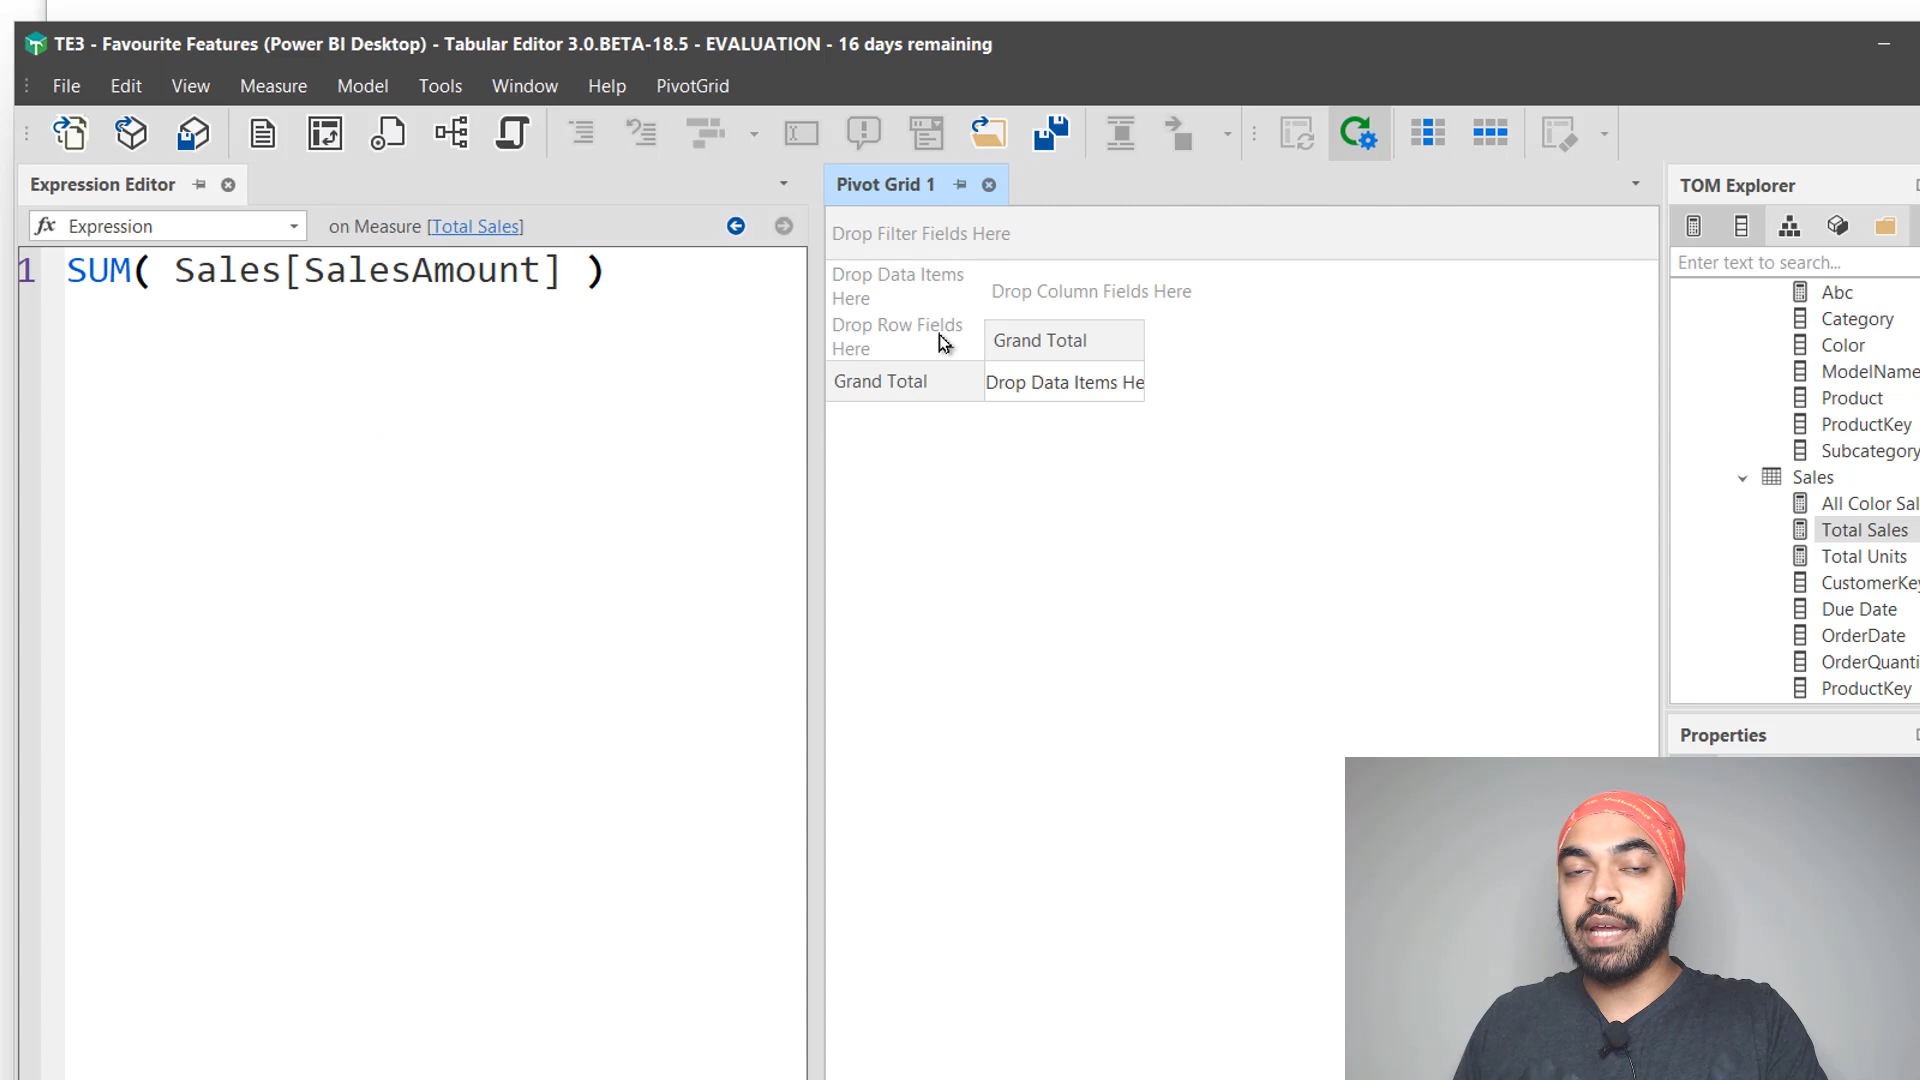 TE3 - Favourite Features (Power BI Desktop) - Tabular Editor 3.0.BETA-18.5 - EVALUATION - 16 days remaining
File Edit View Measure Tools Window Help PivotGrid
Expression Editor
fx Expression on Measure [Total Sales]
1 SUM( Sales[SalesAmount] )
Pivot Grid 1
Drop Filter Fields Here
Drop Data Items
Here
Drop Column Fields Here
Drop Row Fields
Here
Grand Total
Grand Total Drop Data Items He
TOM Explorer
Enter text to search...
Abc
Category
Color
ModelName
Product
ProductKey
Subcategory
Sales
All Color Sal
Total Sales
Total Units
CustomerKey
Due Date
OrderDate
OrderQuanti
ProductKey
Properties